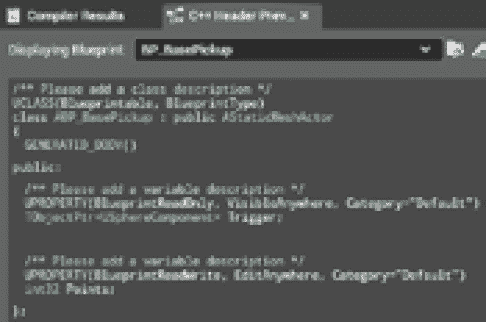 Compiler Results
C++ Header Prev...
Displaying Blueprint BP_BasePickup
/** Please add a class description */
UCLASS(Blueprintable, BlueprintType)
class ABP_BasePickup : public AStaticMeshActor
{
GENERATED_BODY()
public:
/** Please add a variable description */
UPROPERTY(BlueprintReadOnly, VisibleAnywhere, Category="Default")
TObjectPtr<USphereComponent> Trigger;
/** Please add a variable description */
UPROPERTY(BlueprintReadWrite, EditAnywhere, Category="Default")
int32 Points;
};